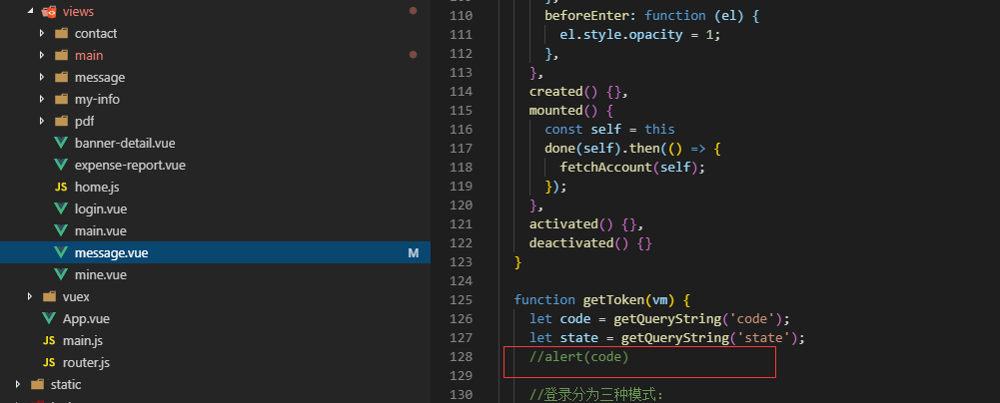 views
contact
main
message
my-info
pdf
banner-detail.vue
expense-report.vue
JS home.js
login.vue
main.vue
message.vue M
mine.vue
vuex
App.vue
JS main.js
JS router.js
static
110 beforeEnter: function (el) {
111 el.style.opacity = 1;
112 },
113 },
114 created() {},
115 mounted() {
116 const self = this
117 done(self).then(() => {
118 fetchAccount(self);
119 });
120 },
121 activated() {},
122 deactivated() {}
123 }
124
125 function getToken(vm) {
126 let code = getQueryString('code');
127 let state = getQueryString('state');
128 //alert(code)
129
130 //登录分为三种模式：